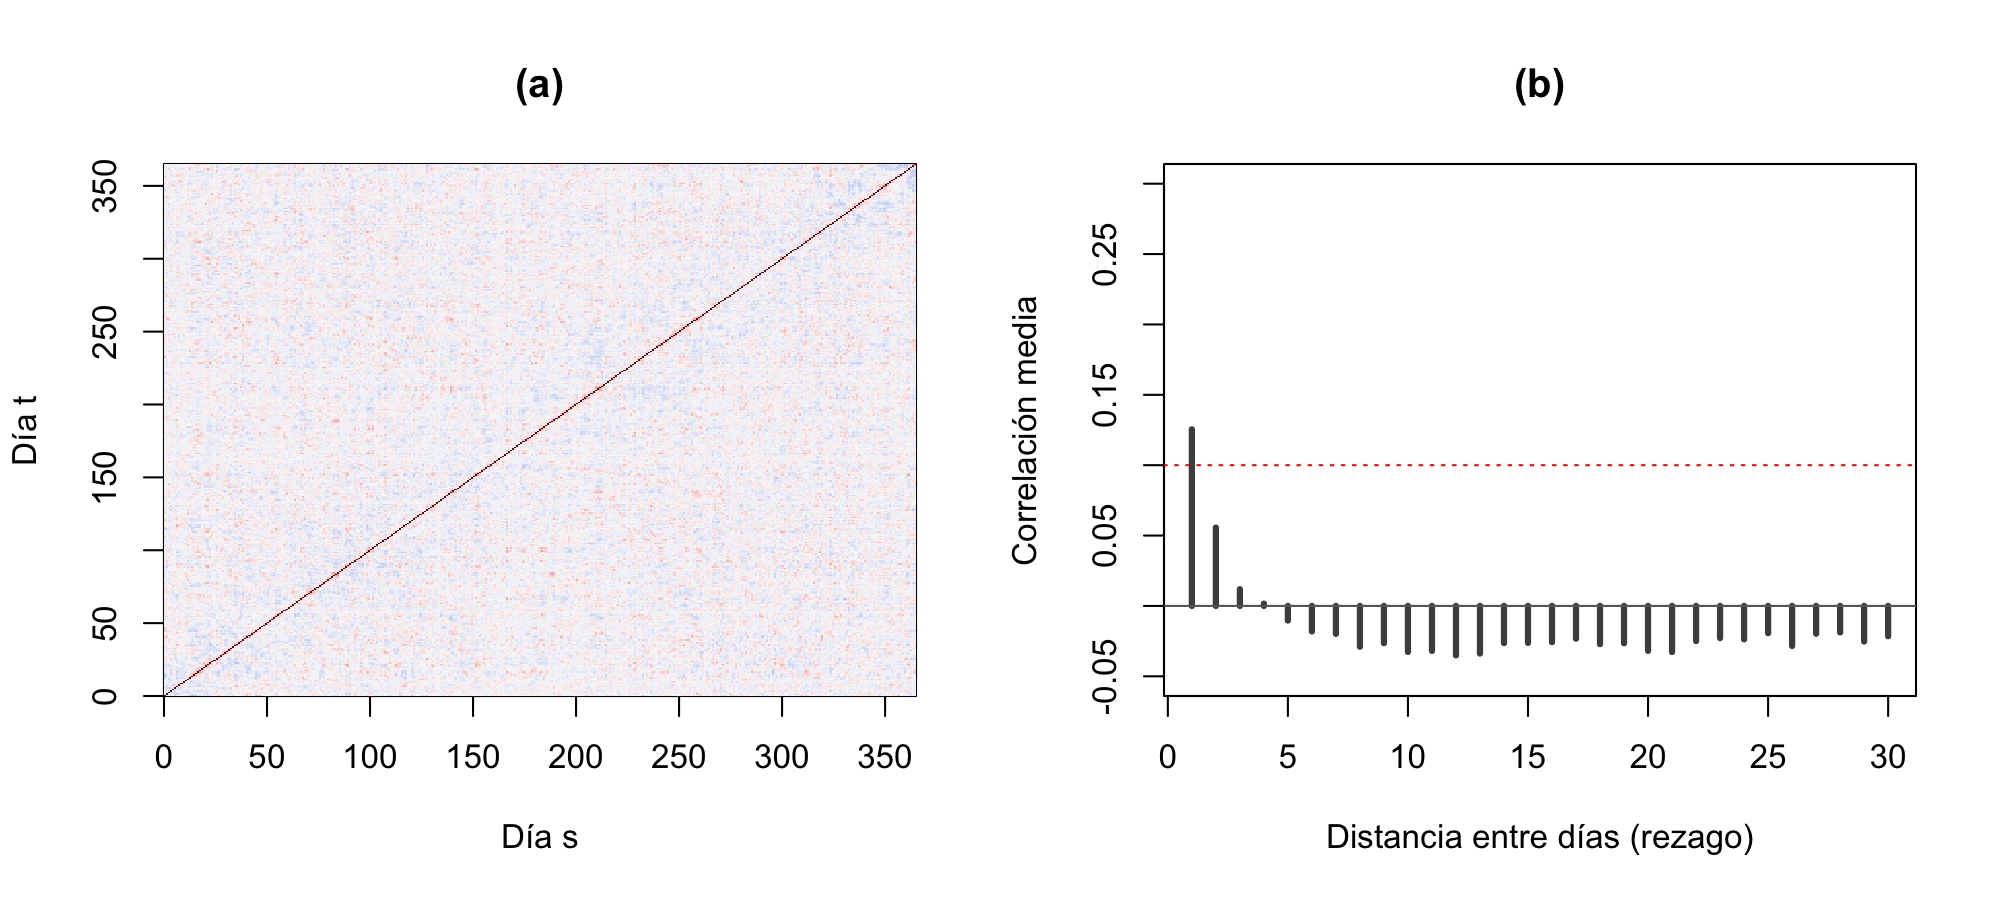 (a)
Día t
0
50
150
250
350
0 50 100 150 200 250 300 350
Día s
(b)
Correlación media
-0.05
0.05
0.15
0.25
0 5 10 15 20 25 30
Distancia entre días (rezago)